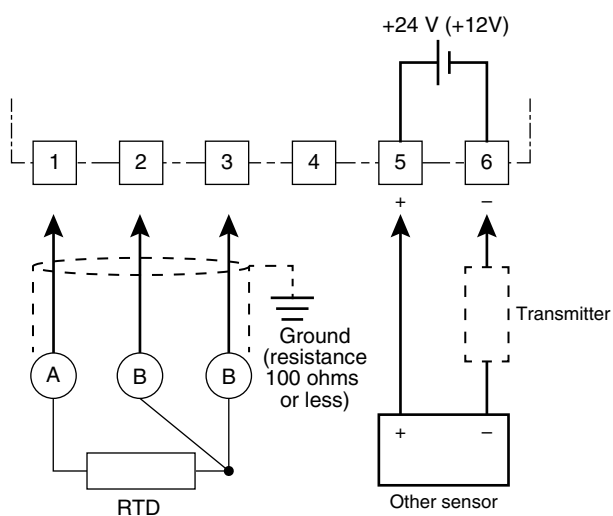 +24 V (+12V)
1 2 3 4 5 6
+ −
Transmitter
Ground
(resistance
100 ohms
or less)
A B B
+ −
RTD
Other sensor